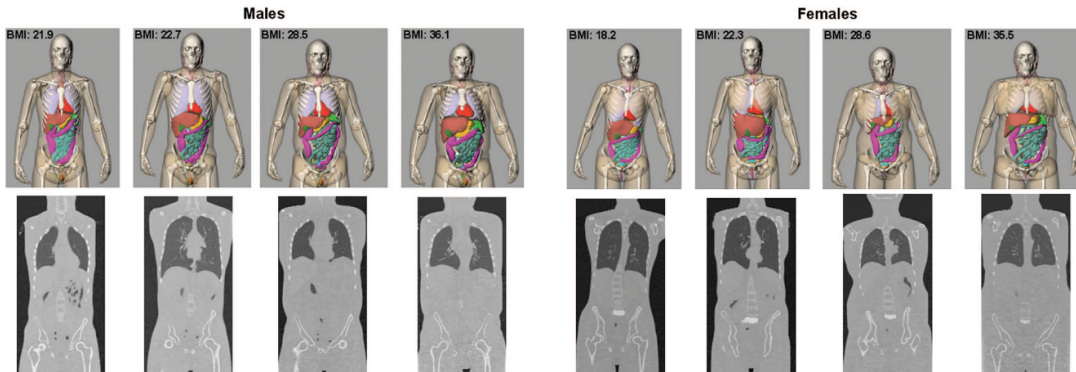 Males
Females
BMI: 21.9
BMI: 22.7
BMI: 28.5
BMI: 36.1
BMI: 18.2
BMI: 22.3
BMI: 28.6
BMI: 35.5